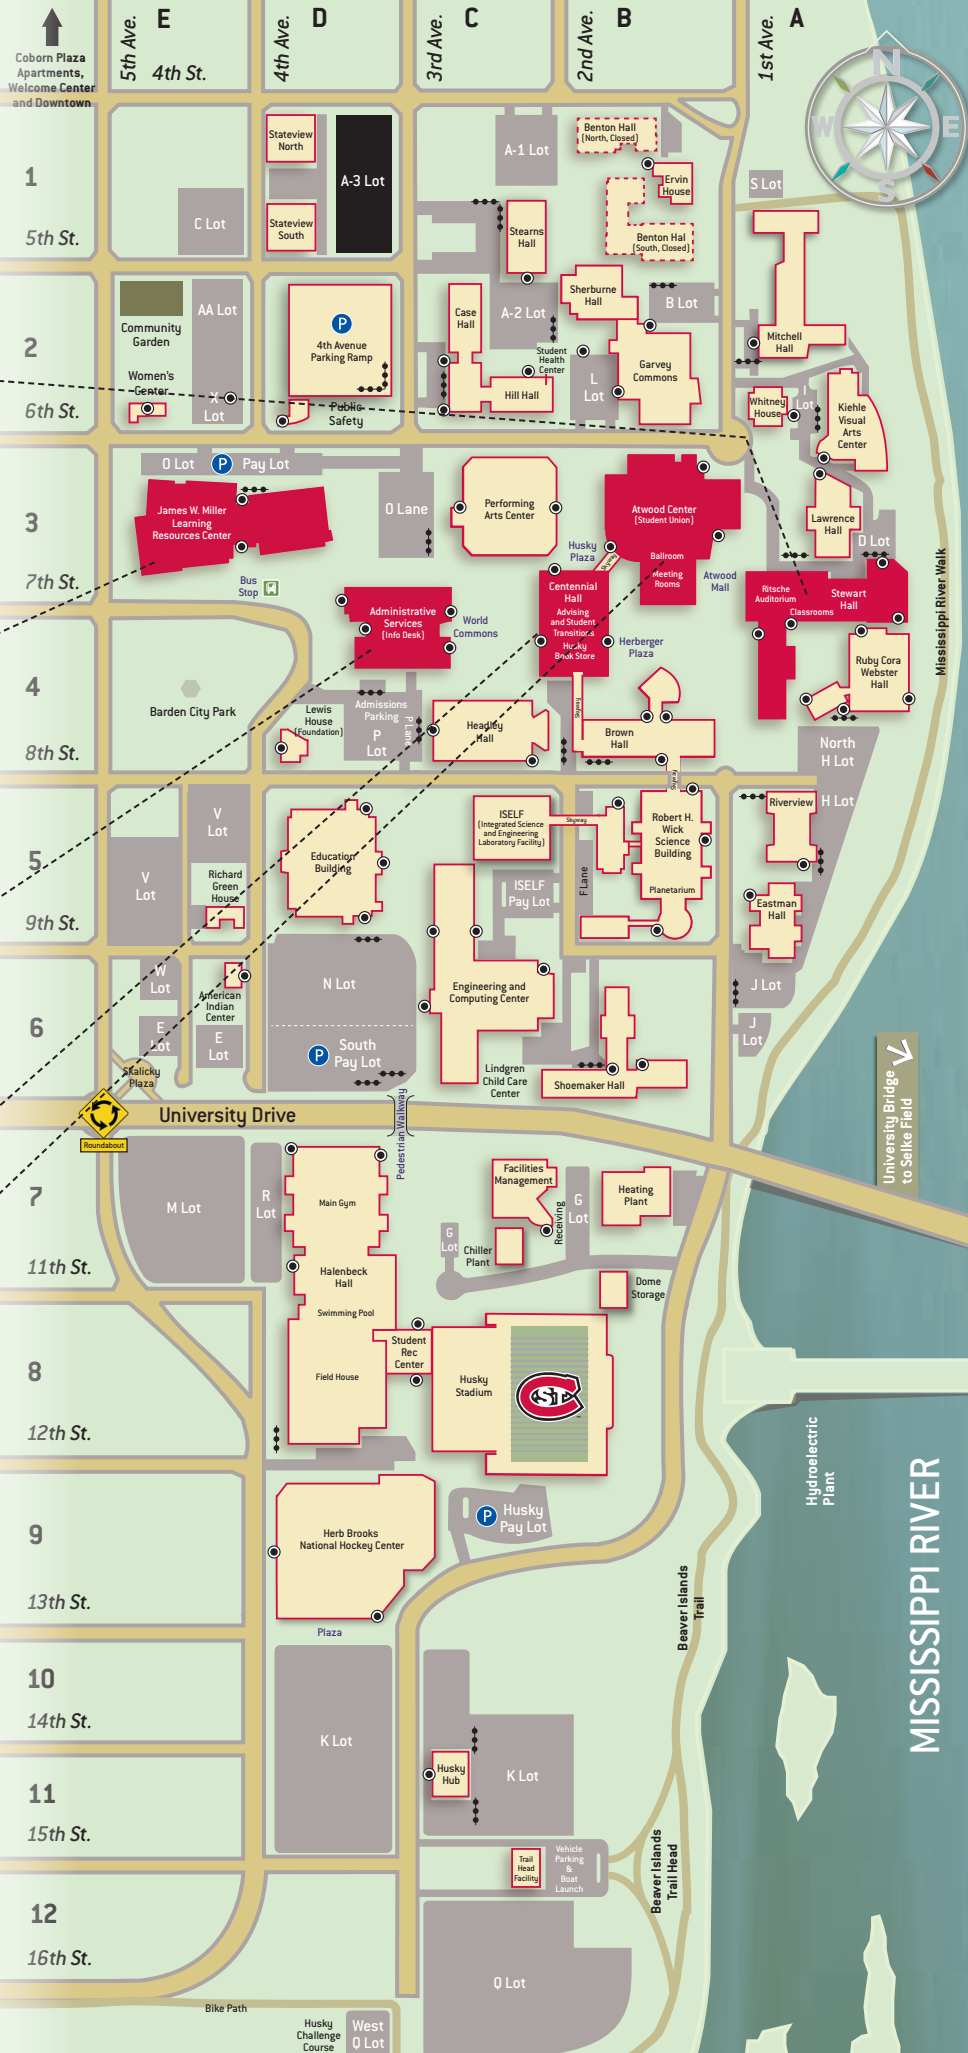 E
D
C
B
A
5th Ave.
4th Ave.
3rd Ave.
2nd Ave.
1st Ave.
4th St.
Coborn Plaza
Apartments,
Welcome Center
and Downtown
N
W
E
S
1
5th St.
Stateview
North
A-3 Lot
Stateview
South
C Lot
A-1 Lot
Benton Hall
(North, Closed)
Ervin
House
S Lot
Stearns
Hall
Benton Hal
(South, Closed)
2
6th St.
AA Lot
Community
Garden
P
4th Avenue
Parking Ramp
Case
Hall
A-2 Lot
Sherburne
Hall
B Lot
Mitchell
Hall
Student
Health
Center
Garvey
Commons
Women's
Center
X
Lot
Public
Safety
Hill Hall
L
Lot
Whitney
House
I
Lot
Kiehle
Visual
Arts
Center
3
7th St.
O Lot
P
Pay Lot
James W. Miller
Learning
Resources Center
O Lane
Performing
Arts Center
Atwood Center
(Student Union)
Ballroom
Meeting
Rooms
Lawrence
Hall
D Lot
Husky
Plaza
Skyway
Atwood
Mall
Bus
Stop
Centennial
Hall
Advising
and Student
Transitions
Husky
Book Store
Ritsche
Auditorium
Stewart
Hall
Classrooms
Administrative
Services
(Info Desk)
World
Commons
Herberger
Plaza
Mississippi River Walk
4
8th St.
Barden City Park
Lewis
House
(Foundation)
Admissions
Parking
P
Lot
P Lane
Headley
Hall
Skyway
Brown
Hall
Skyway
Ruby Cora
Webster
Hall
North
H Lot
5
9th St.
V
Lot
V
Lot
Richard
Green
House
Education
Building
ISELF
(Integrated Science
and Engineering
Laboratory Facility)
Skyway
Robert H.
Wick
Science
Building
Planetarium
Riverview
H Lot
ISELF
Pay Lot
F Lane
Eastman
Hall
6
W
Lot
American
Indian
Center
E
Lot
E
Lot
N Lot
P
South
Pay Lot
Engineering and
Computing Center
Lindgren
Child Care
Center
Shoemaker Hall
J Lot
J
Lot
Skalicky
Plaza
University Drive
Roundabout
Pedestrian Walkway
University Bridge
to Selke Field
7
11th St.
M Lot
R
Lot
Main Gym
Halenbeck
Hall
Swimming Pool
Field House
Facilities
Management
Receiving
G
Lot
Heating
Plant
G
Lot
Chiller
Plant
Dome
Storage
8
12th St.
Student
Rec
Center
Husky
Stadium
Hydroelectric
Plant
9
13th St.
Herb Brooks
National Hockey Center
P
Husky
Pay Lot
Plaza
Beaver Islands
Trail
MISSISSIPPI RIVER
10
14th St.
K Lot
11
15th St.
Husky
Hub
K Lot
Trail
Head
Facility
Vehicle
Parking
&
Boat
Launch
Beaver Islands
Trail Head
12
16th St.
Q Lot
Bike Path
Husky
Challenge
Course
West
Q Lot